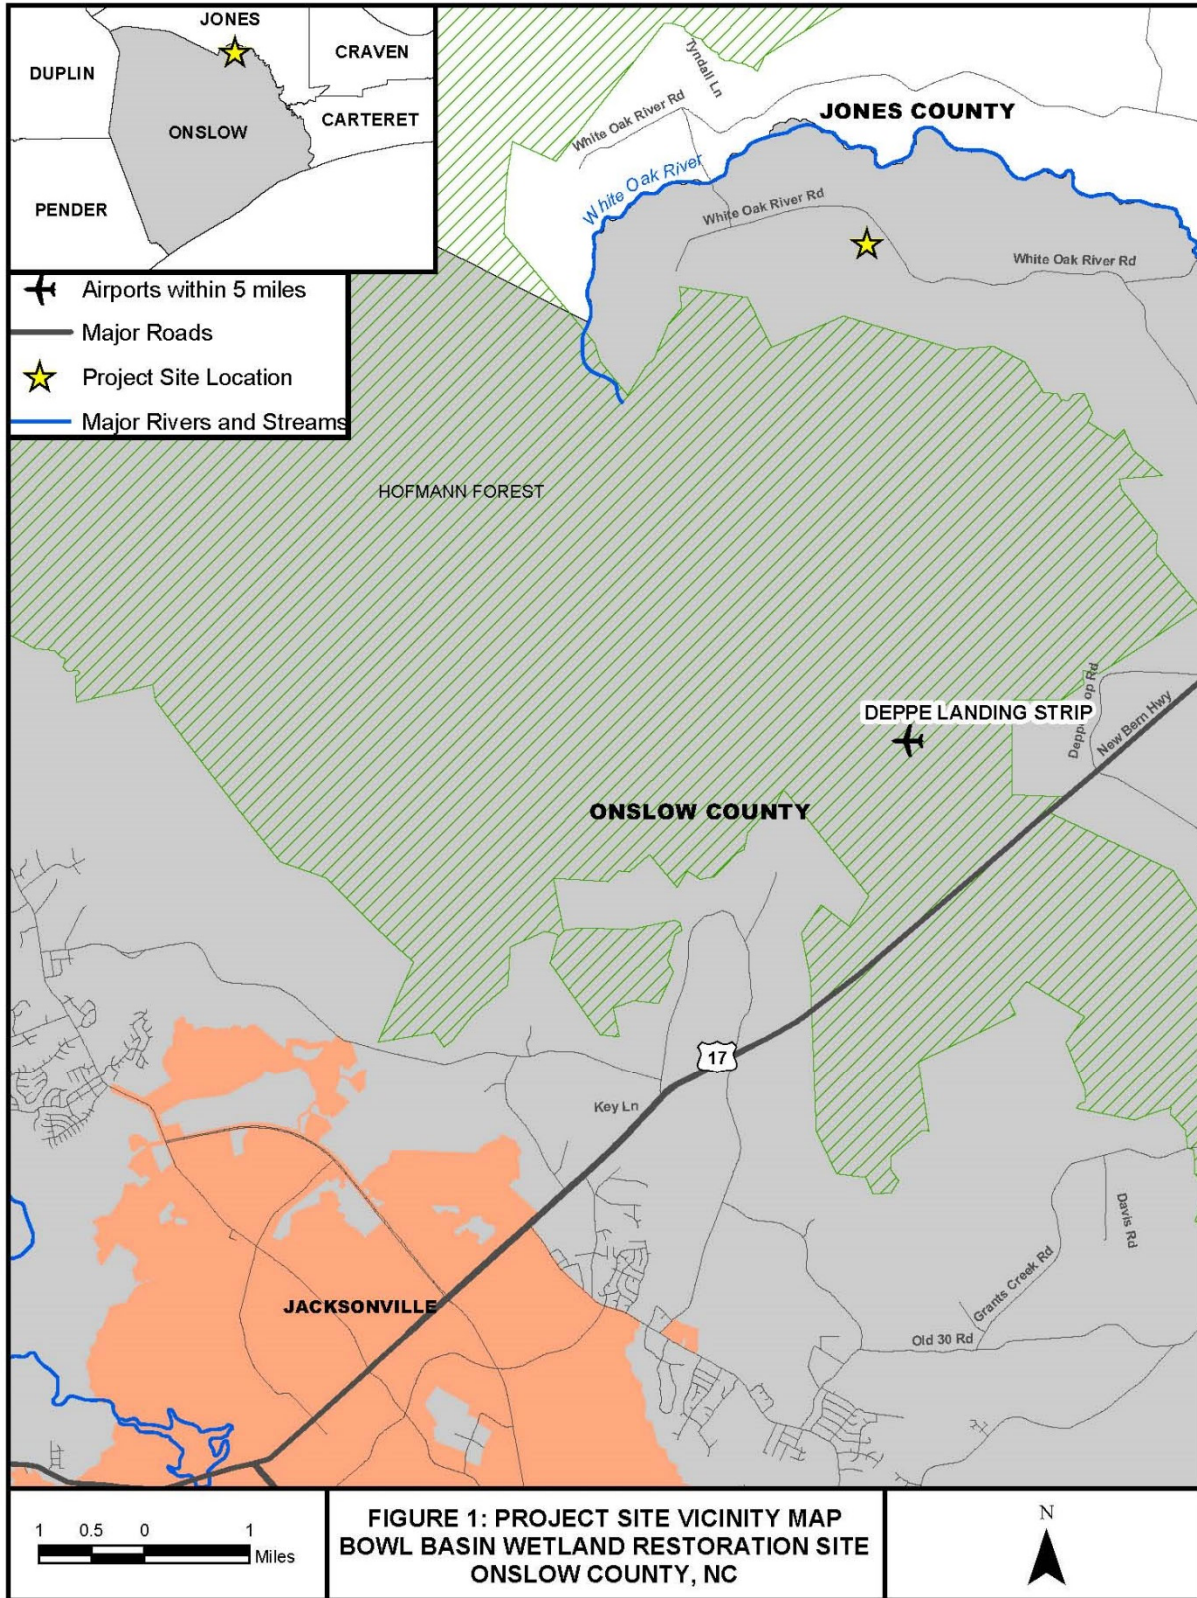 JONES
CRAVEN
DUPLIN
CARTERET
ONSLOW
PENDER
Airports within 5 miles
Major Roads
Project Site Location
Major Rivers and Streams
Tyndall Ln
White Oak River Rd
JONES COUNTY
White Oak River
White Oak River Rd
White Oak River Rd
HOFMANN FOREST
DEPPE LANDING STRIP
New Bern Hwy
ONSLOW COUNTY
17
Key Ln
Davis Rd
Grants Creek Rd
JACKSONVILLE
Old 30 Rd
1 0.5 0 1
Miles
FIGURE 1: PROJECT SITE VICINITY MAP
BOWL BASIN WETLAND RESTORATION SITE
ONSLOW COUNTY, NC
N